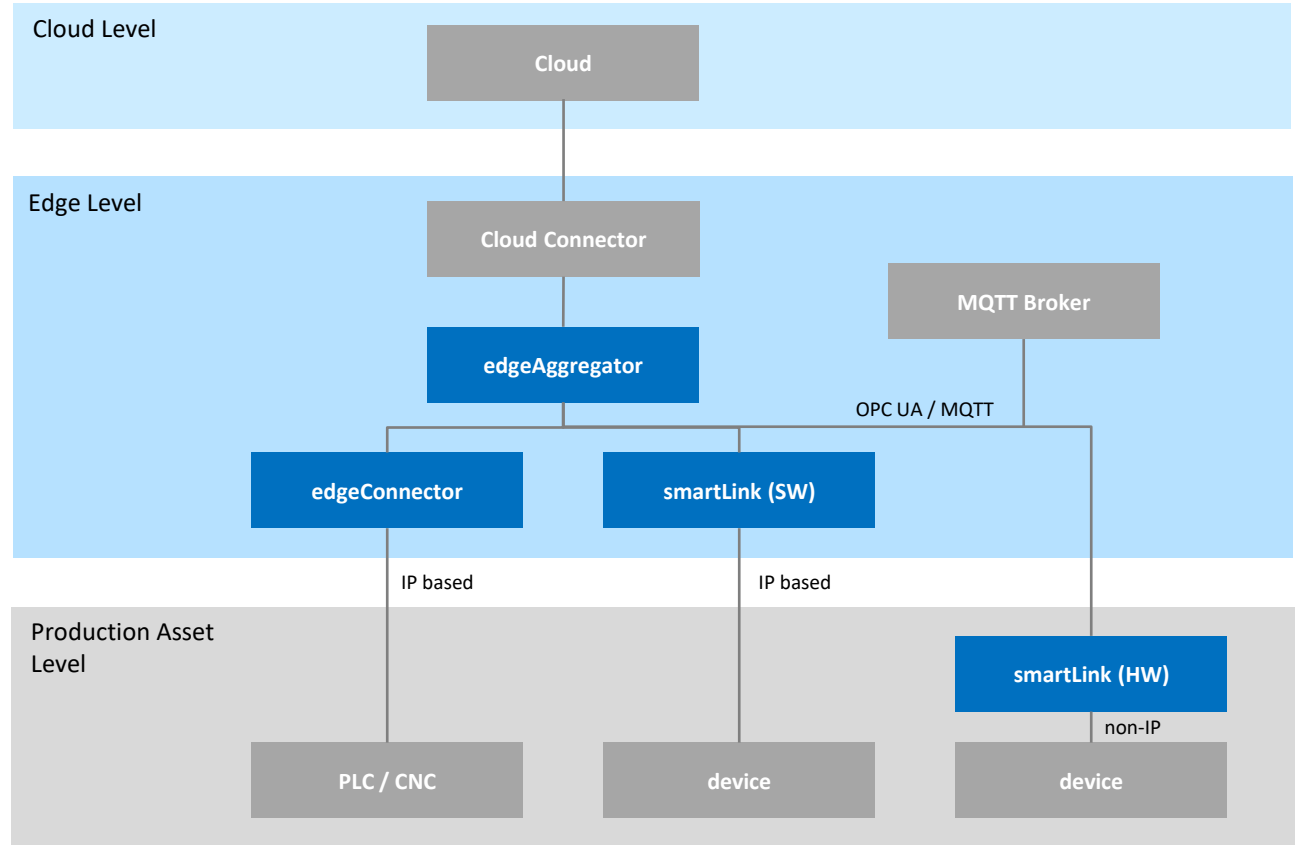 Cloud Level
Cloud
Edge Level
Cloud Connector
MQTT Broker
edgeAggregator
OPC UA / MQTT
edgeConnector
smartLink (SW)
IP based
IP based
Production Asset
Level
smartLink (HW)
non-IP
PLC / CNC
device
device